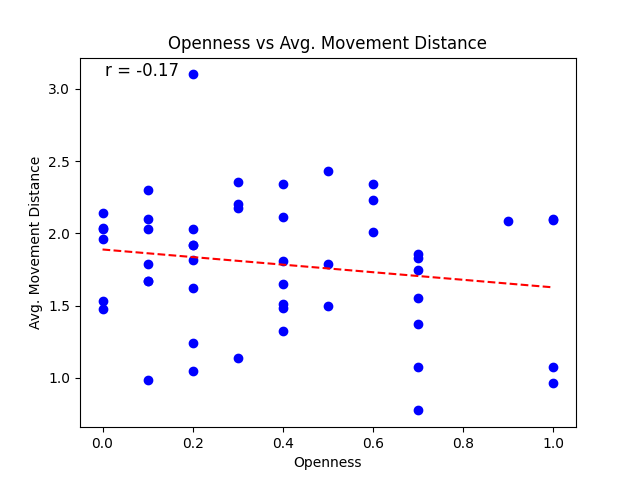 Openness vs Avg. Movement Distance
r = -0.17
3.0
2.5
2.0
1.5
1.0
Avg. Movement Distance
0.0 0.2 0.4 0.6 0.8 1.0
Openness